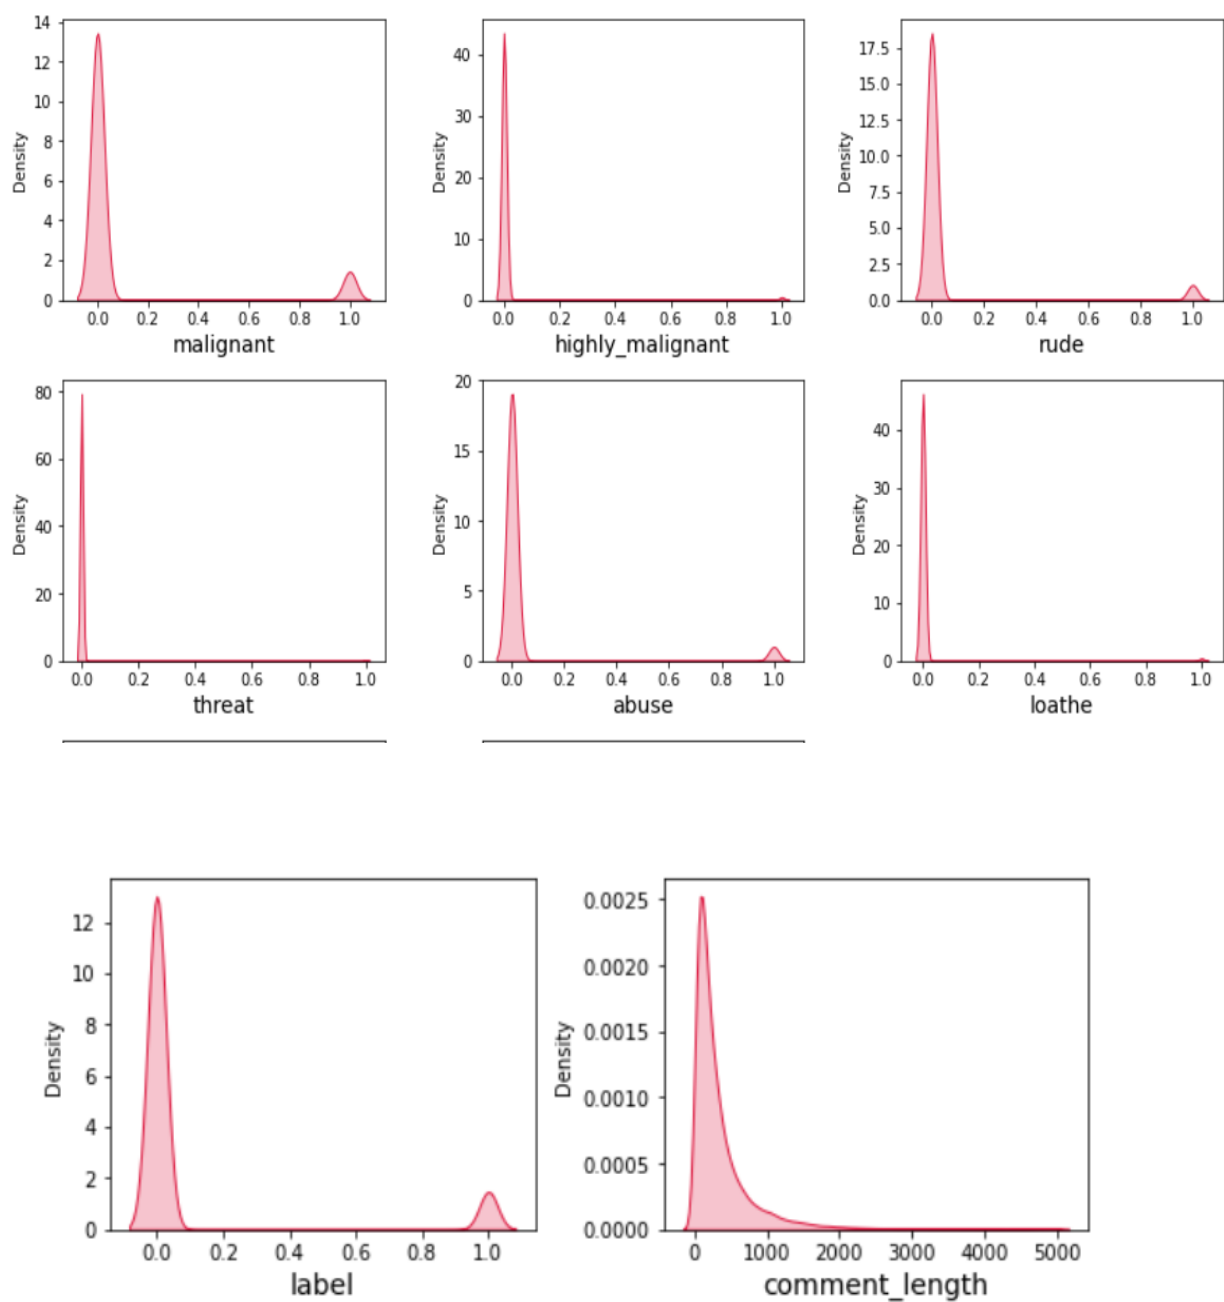 14
12
10
8
6
4
2
0
Density
0.0 0.2 0.4 0.6 0.8 1.0
malignant
40
30
20
10
0
Density
0.0 0.2 0.4 0.6 0.8 1.0
highly_malignant
17.5
15.0
12.5
10.0
7.5
5.0
2.5
0.0
Density
0.0 0.2 0.4 0.6 0.8 1.0
rude
80
60
40
20
0
Density
0.0 0.2 0.4 0.6 0.8 1.0
threat
20
15
10
5
0
Density
0.0 0.2 0.4 0.6 0.8 1.0
abuse
40
30
20
10
0
Density
0.0 0.2 0.4 0.6 0.8 1.0
loathe
12
10
8
6
4
2
0
Density
0.0 0.2 0.4 0.6 0.8 1.0
label
0.0025
0.0020
0.0015
0.0010
0.0005
0.0000
Density
0 1000 2000 3000 4000 5000
comment_length